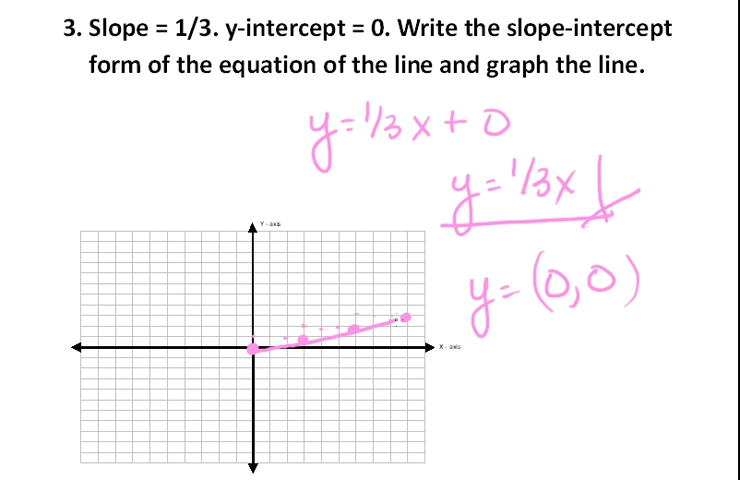 3. Slope = 1/3. y-intercept = 0. Write the slope-intercept
form of the equation of the line and graph the line.
y=1/3x+0
y=1/3x
y=(0,0)
Y - axis
X - axis